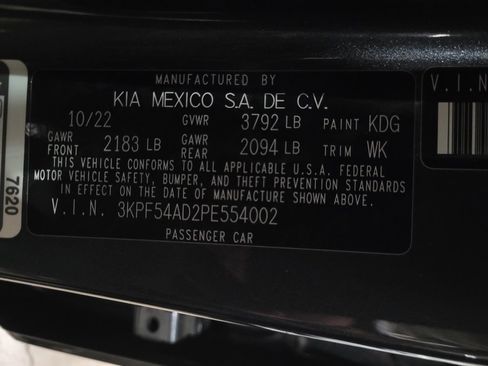 MANUFACTURED BY
KIA MEXICO S.A. DE C.V.
10/22 GVWR 3792 LB PAINT KDG
GAWR FRONT 2183 LB GAWR REAR 2094 LB TRIM WK
THIS VEHICLE CONFORMS TO ALL APPLICABLE U.S.A. FEDERAL
MOTOR VEHICLE SAFETY, BUMPER, AND THEFT PREVENTION STANDARDS
IN EFFECT ON THE DATE OF MANUFACTURE SHOWN ABOVE.
V.I.N. 3KPF54AD2PE554002
PASSENGER CAR
V.I.N
7620